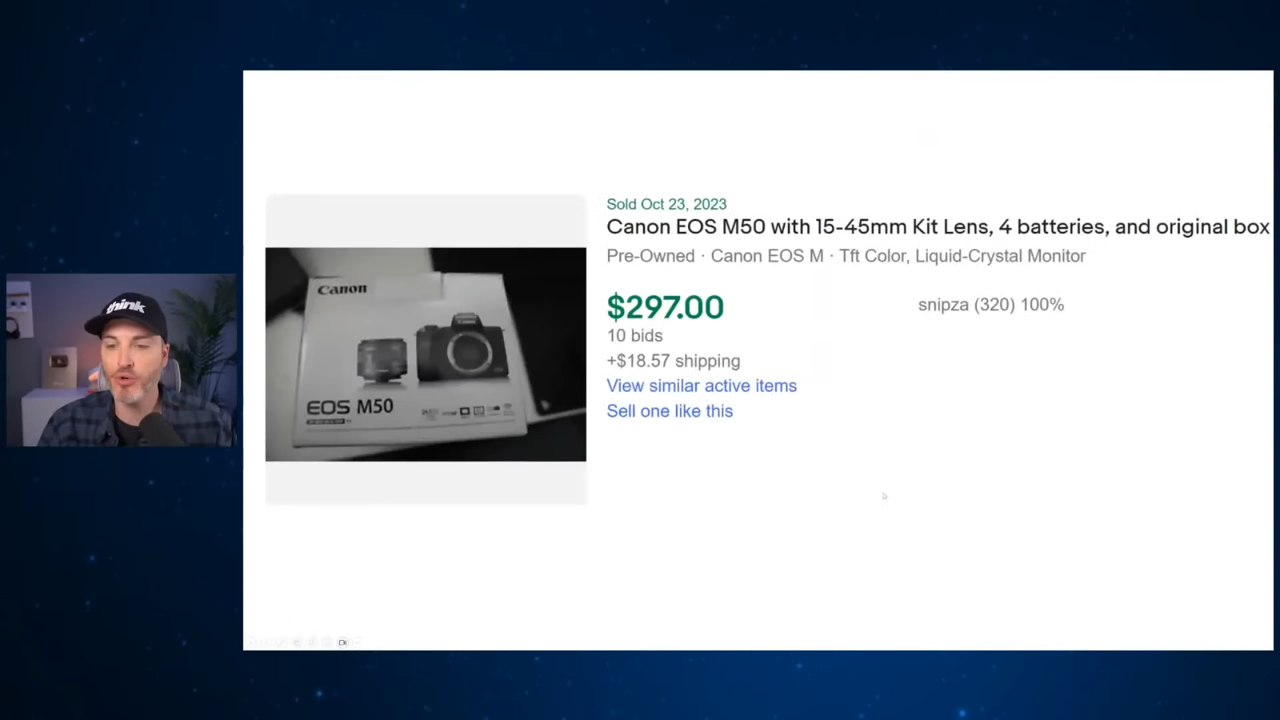 think
Sold Oct 23, 2023
Canon EOS M50 with 15-45mm Kit Lens, 4 batteries, and original box
Pre-Owned · Canon EOS M · Tft Color, Liquid-Crystal Monitor
$297.00
snipza (320) 100%
10 bids
+$18.57 shipping
View similar active items
Sell one like this
Canon
EOS M50